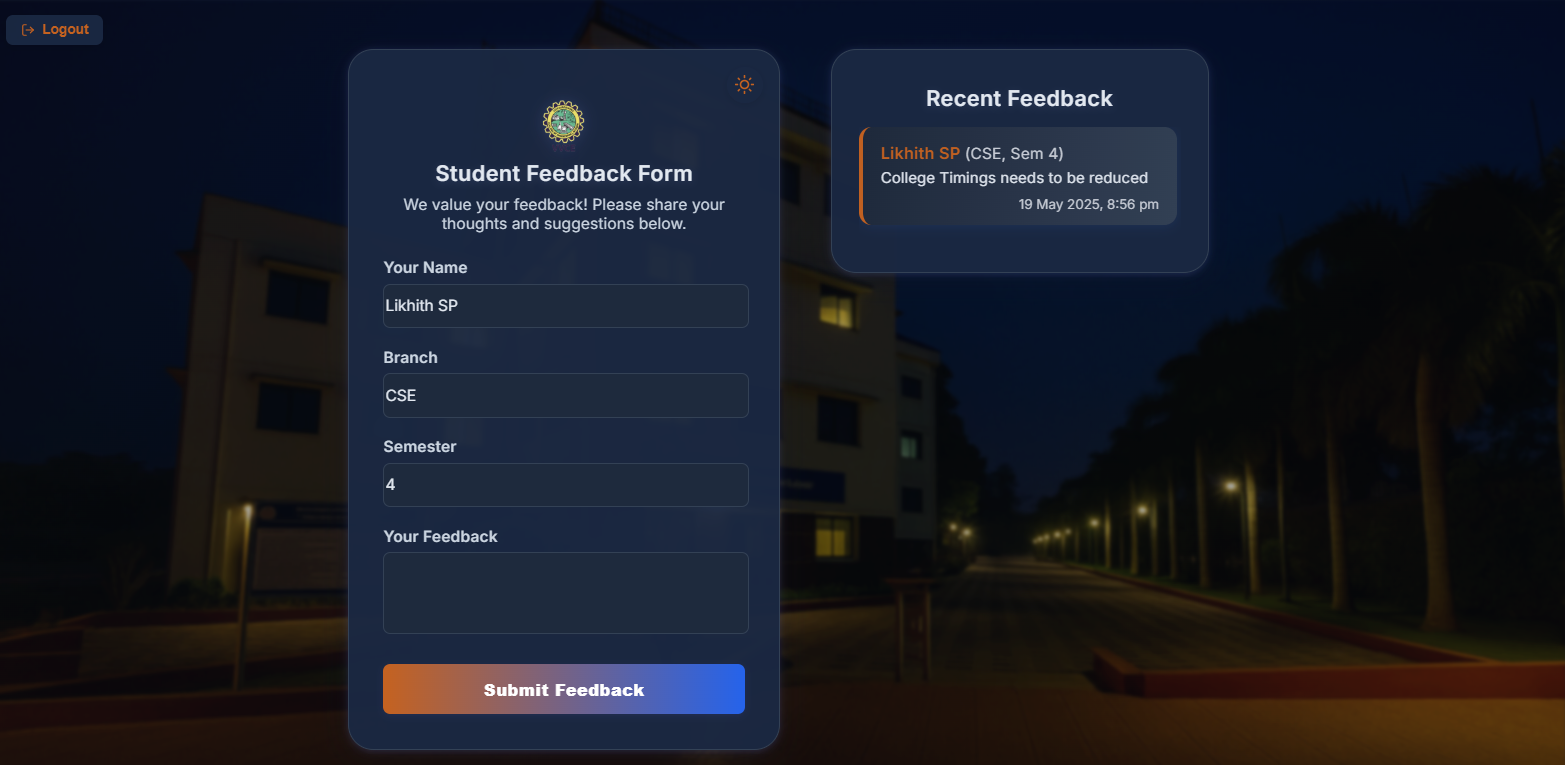 Logout
Student Feedback Form
We value your feedback! Please share your
thoughts and suggestions below.
Your Name
Likhith SP
Branch
CSE
Semester
4
Your Feedback
Submit Feedback
Recent Feedback
Likhith SP (CSE, Sem 4)
College Timings needs to be reduced
19 May 2025, 8:56 pm